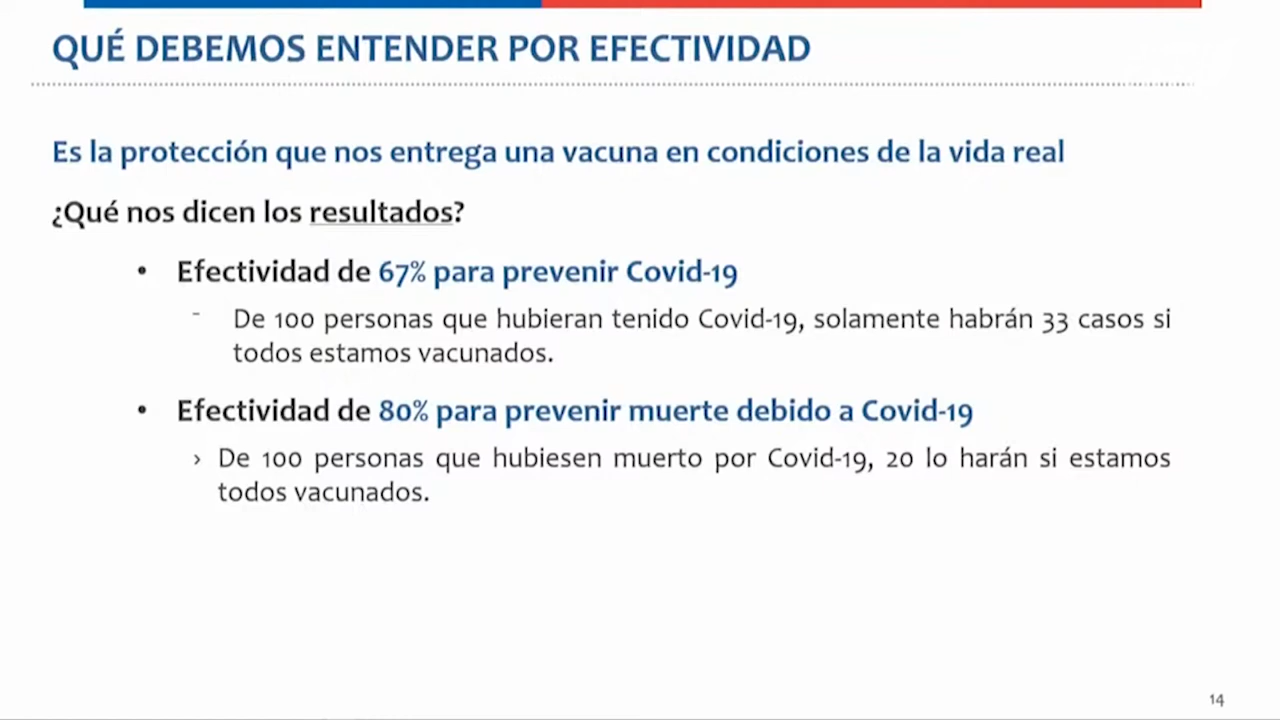 QUÉ DEBEMOS ENTENDER POR EFECTIVIDAD
Es la protección que nos entrega una vacuna en condiciones de la vida real
¿Qué nos dicen los resultados?
• Efectividad de 67% para prevenir Covid-19
- De 100 personas que hubieran tenido Covid-19, solamente habrán 33 casos si
todos estamos vacunados.
• Efectividad de 80% para prevenir muerte debido a Covid-19
› De 100 personas que hubiesen muerto por Covid-19, 20 lo harán si estamos
todos vacunados.
14